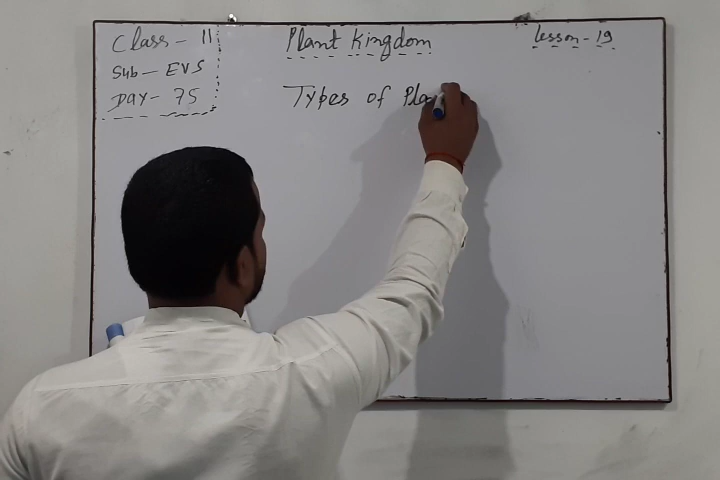 Class - 11
Sub - EVS
Day - 75
Plant Kingdom
Lesson - 19
Types of Pla